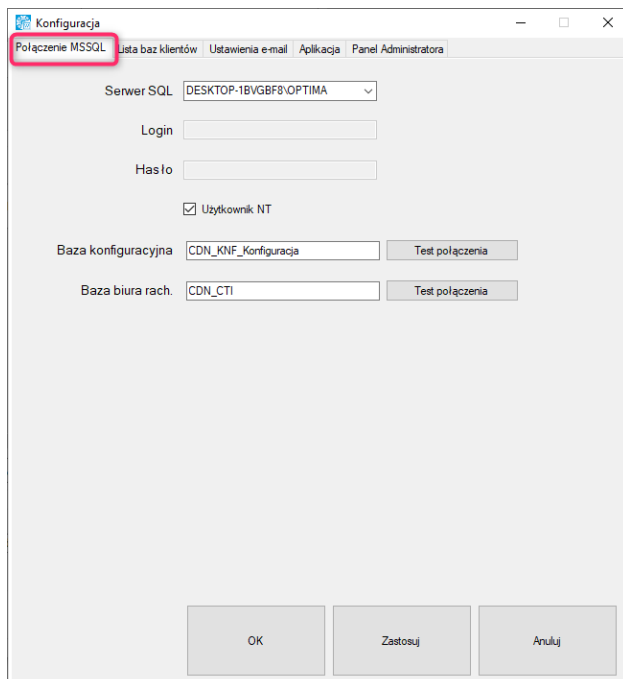 Konfiguracja
Połączenie MSSQL Lista baz klientów Ustawienia e-mail Aplikacja Panel Administratora
Serwer SQL DESKTOP-1BVGBF8\OPTIMA
Login
Hasło
Użytkownik NT
Baza konfiguracyjna CDN_KNF_Konfiguracja Test połączenia
Baza biura rach. CDN_CTI Test połączenia
OK Zastosuj Anuluj